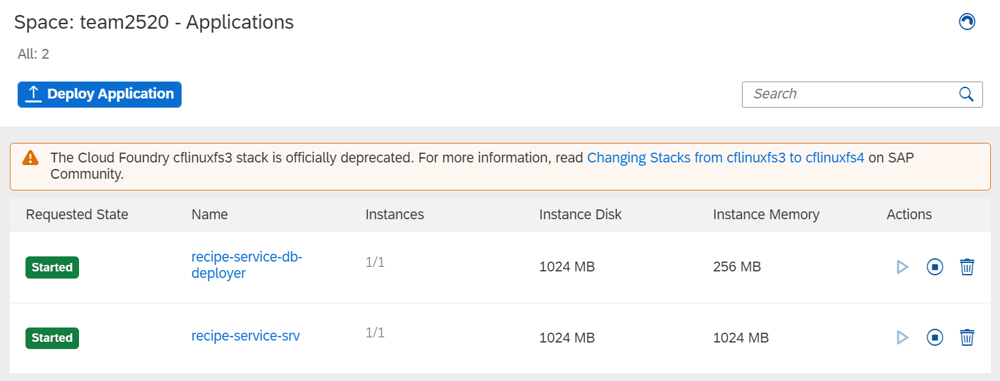 Space: team2520 - Applications
All: 2
Deploy Application
Search
The Cloud Foundry cflinuxfs3 stack is officially deprecated. For more information, read Changing Stacks from cflinuxfs3 to cflinuxfs4 on SAP
Community.
Requested State Name Instances Instance Disk Instance Memory Actions
Started recipe-service-db- 1/1 1024 MB 256 MB
deployer
Started recipe-service-srv 1/1 1024 MB 1024 MB